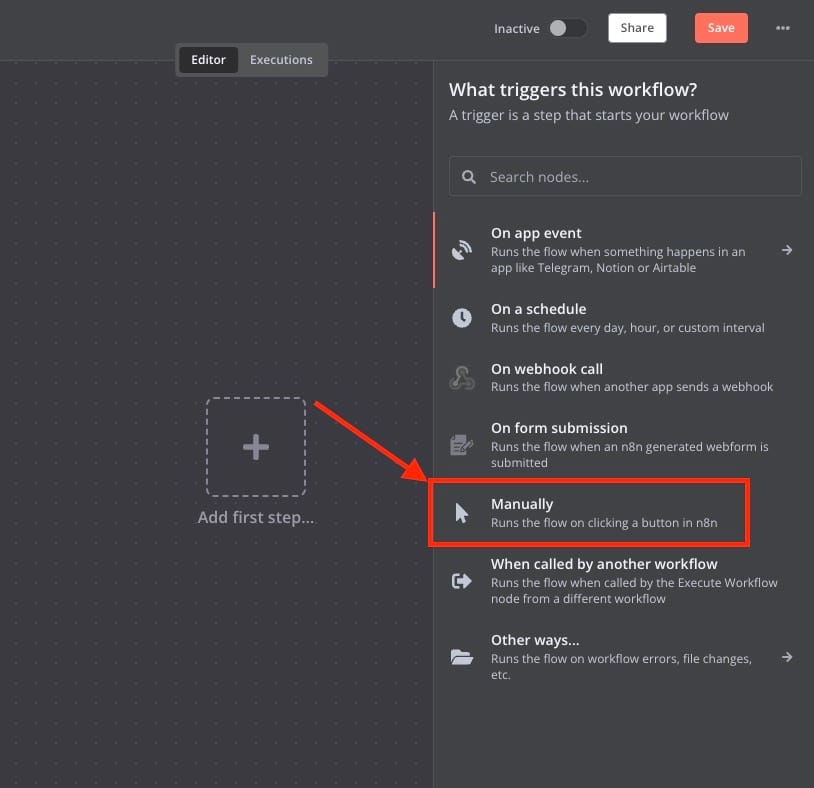 Inactive
Share
Save
Editor
Executions
What triggers this workflow?
A trigger is a step that starts your workflow
Search nodes...
On app event
Runs the flow when something happens in an
app like Telegram, Notion or Airtable
On a schedule
Runs the flow every day, hour, or custom interval
On webhook call
Runs the flow when another app sends a webhook
On form submission
Runs the flow when an n8n generated webform is
submitted
Manually
Runs the flow on clicking a button in n8n
Add first step...
When called by another workflow
Runs the flow when called by the Execute Workflow
node from a different workflow
Other ways...
Runs the flow on workflow errors, file changes,
etc.